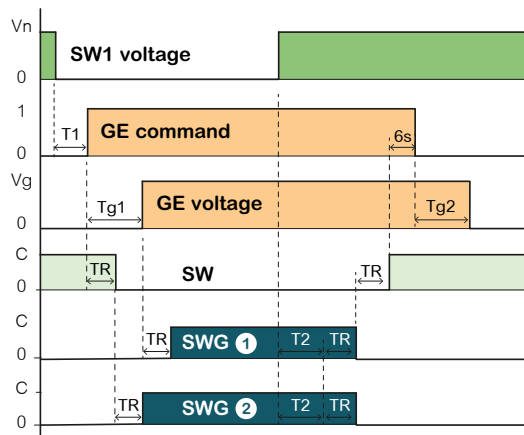 Vn
SW1 voltage
0
1
T1
GE command
6s
0
Vg
Tg1
GE voltage
Tg2
0
C
TR
SW
TR
0
C
TR
SWG 1
T2
TR
0
C
TR
SWG 2
T2
TR
0